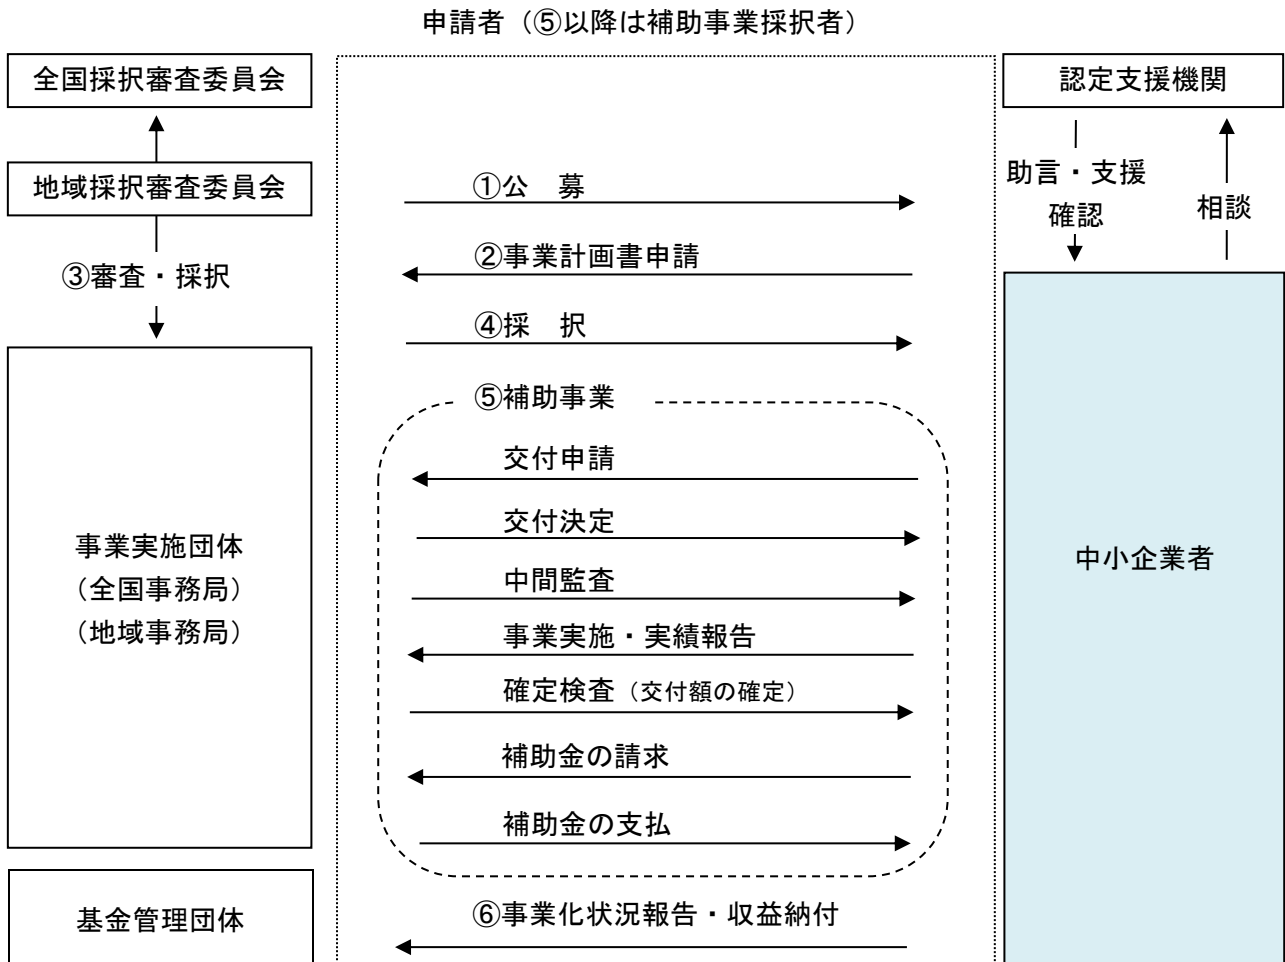 申請者（⑤以降は補助事業採択者）
全国採択審査委員会
地域採択審査委員会
③審査・採択
事業実施団体
（全国事務局）
（地域事務局）
基金管理団体
①公　募
②事業計画書申請
④採　択
⑤補助事業
交付申請
交付決定
中間監査
事業実施・実績報告
確定検査（交付額の確定）
補助金の請求
補助金の支払
⑥事業化状況報告・収益納付
認定支援機関
助言・支援
確認
相談
中小企業者